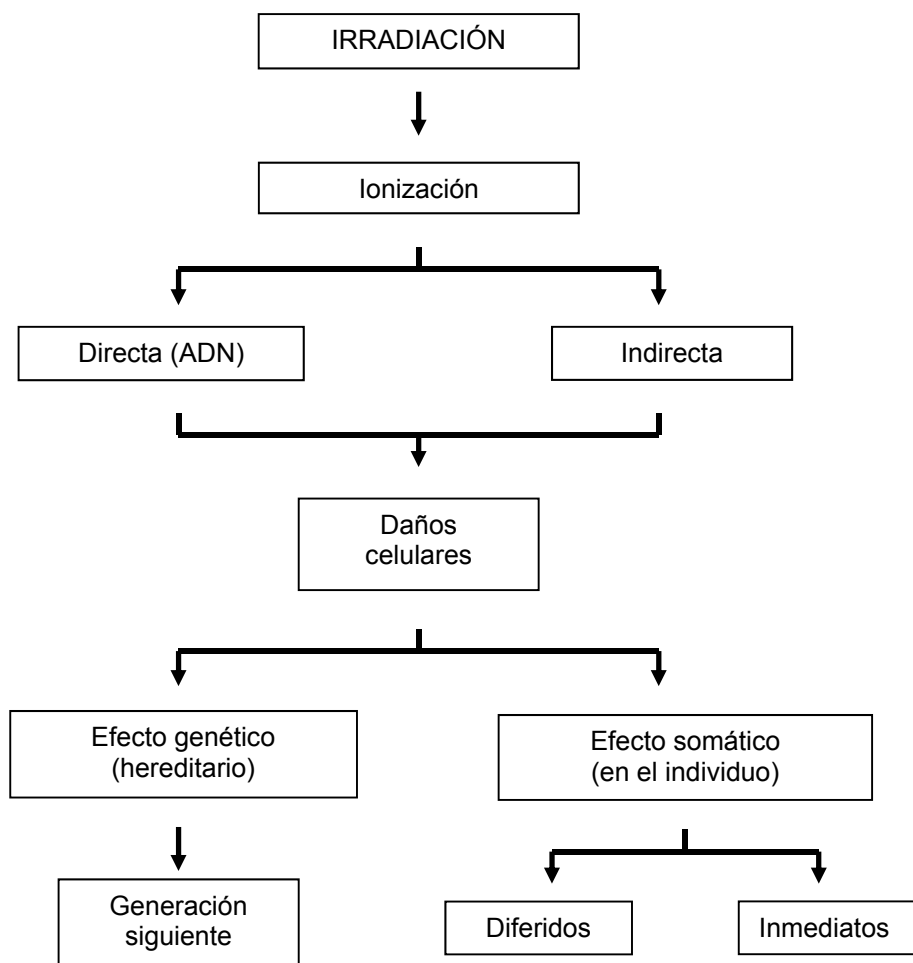 IRRADIACIÓN
Ionización
Directa (ADN)
Indirecta
Daños
celulares
Efecto genético
(hereditario)
Efecto somático
(en el individuo)
Generación
siguiente
Diferidos
Inmediatos